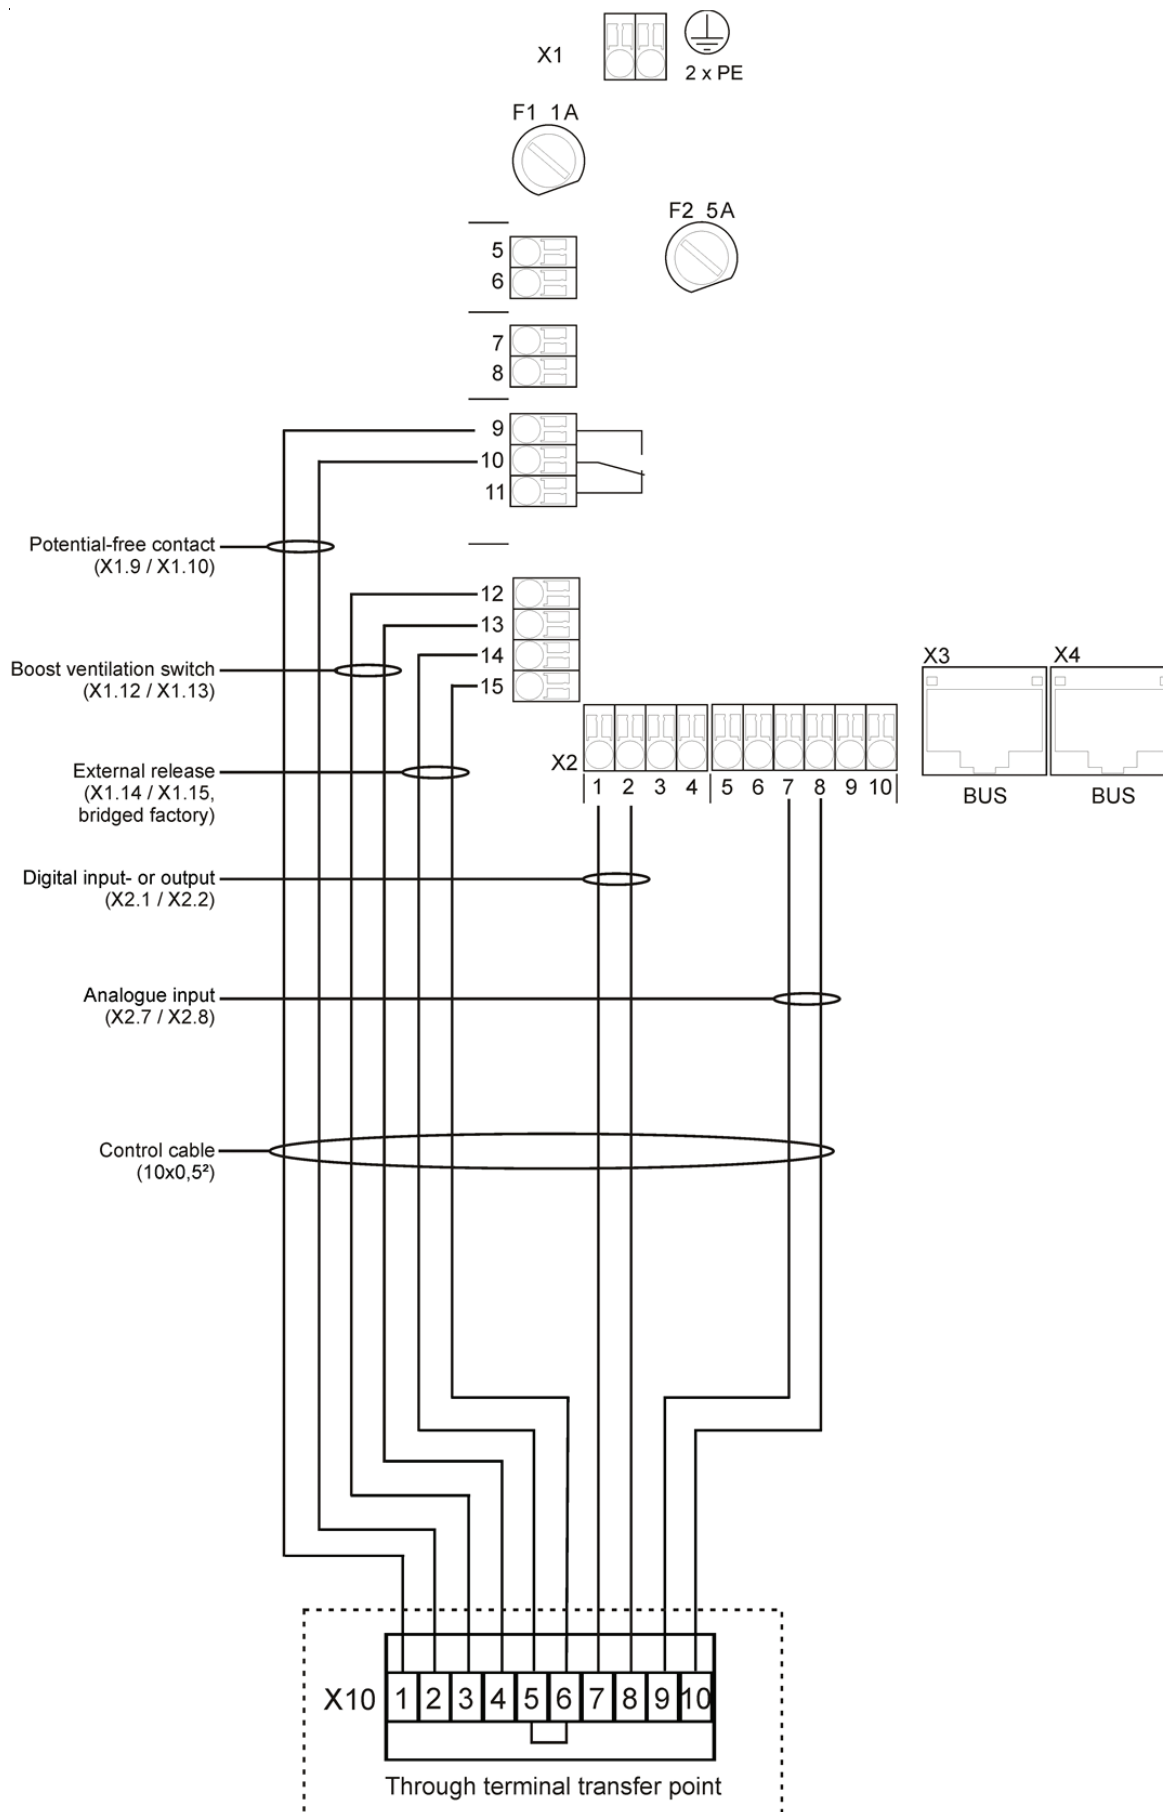 X1
2 x PE
F1 1A
F2 5A
5
6
7
8
9
10
11
Potential-free contact
(X1.9 / X1.10)
12
13
14
15
Boost ventilation switch
(X1.12 / X1.13)
X3
X4
External release
(X1.14 / X1.15,
bridged factory)
X2
1 2 3 4 5 6 7 8 9 10
BUS
BUS
Digital input- or output
(X2.1 / X2.2)
Analogue input
(X2.7 / X2.8)
Control cable
(10x0,5²)
X10 1 2 3 4 5 6 7 8 9 10
Through terminal transfer point